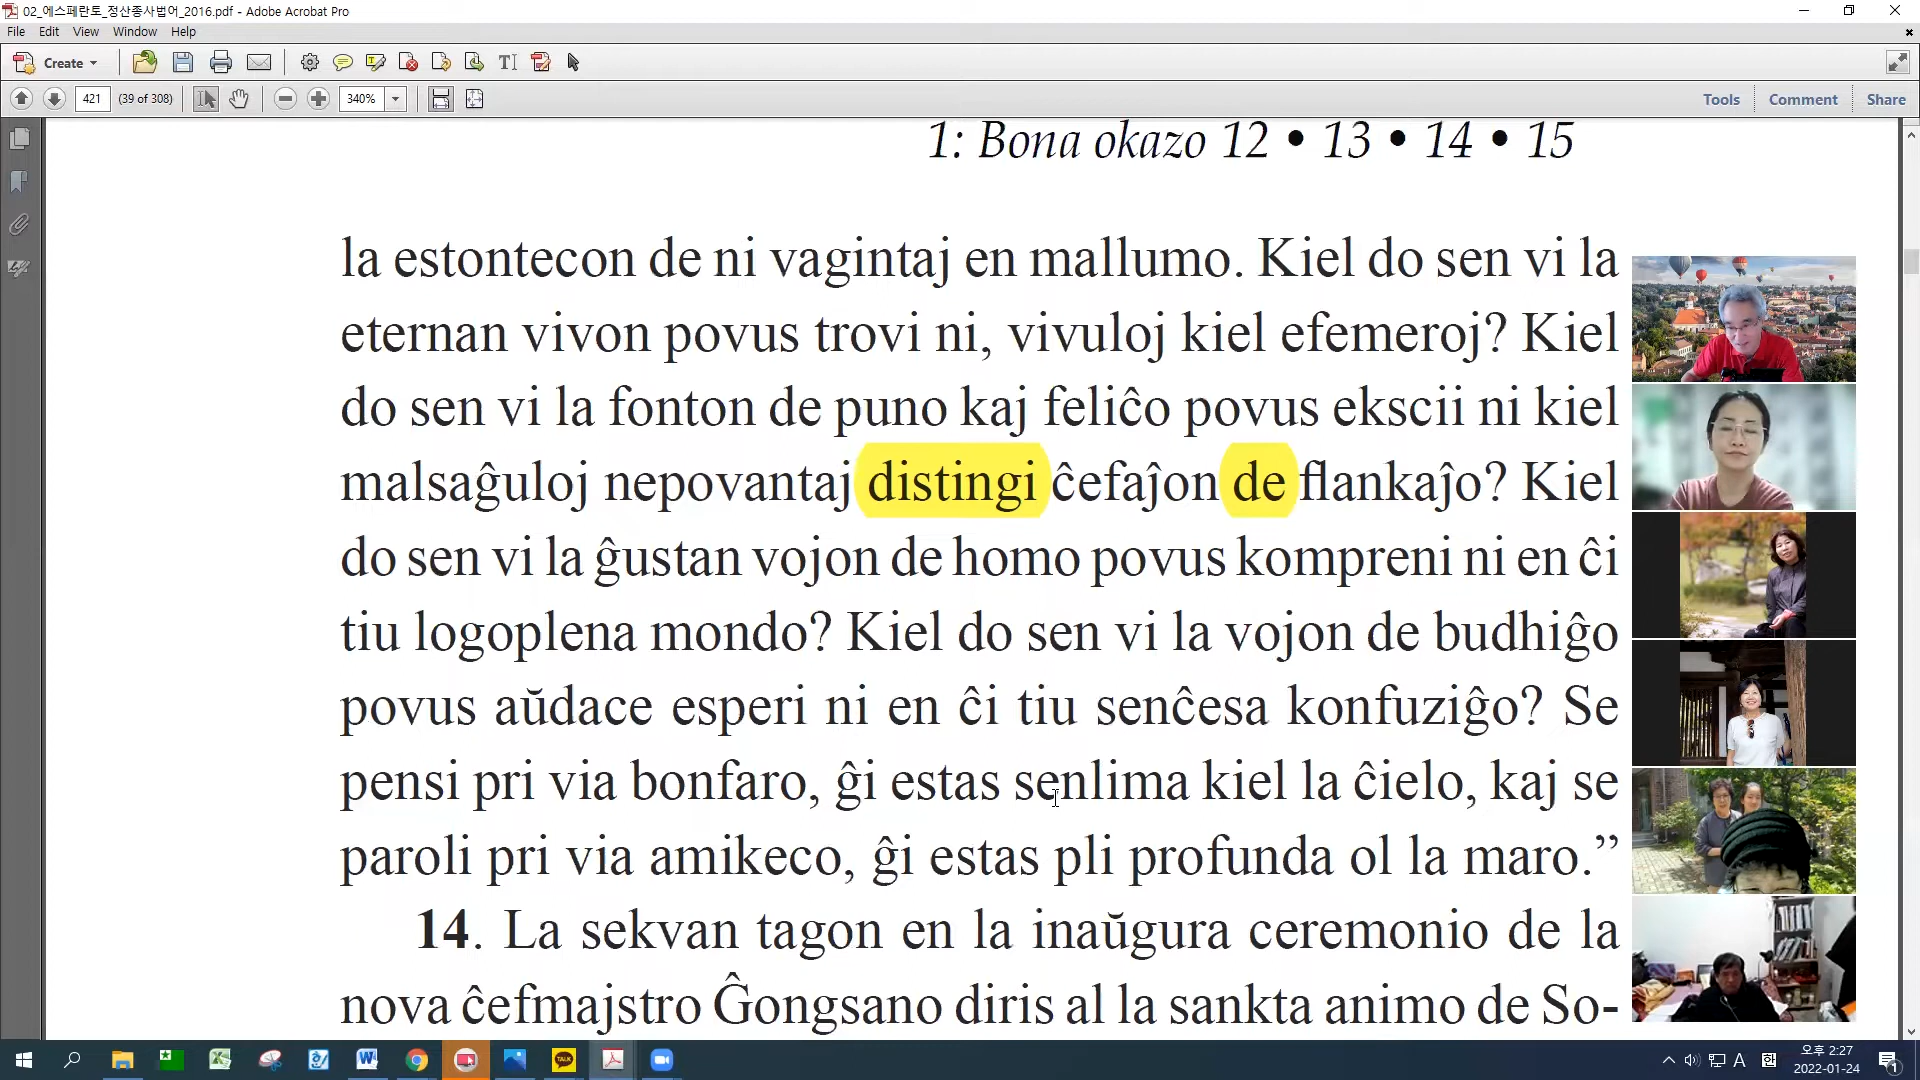 02_에스페란토_정산종사법어_2016.pdf - Adobe Acrobat Pro
File Edit View Window Help
Create
421 (39 of 308) 340% Tools Comment Share
1: Bona okazo 12 • 13 • 14 • 15
la estontecon de ni vagintaj en mallumo. Kiel do sen vi la
eternan vivon povus trovi ni, vivuloj kiel efemeroj? Kiel
do sen vi la fonton de puno kaj feliĉo povus ekscii ni kiel
malsaĝuloj nepovantaj distingi ĉefaĵon de flankaĵo? Kiel
do sen vi la ĝustan vojon de homo povus kompreni ni en ĉi
tiu logoplena mondo? Kiel do sen vi la vojon de budhiĝo
povus aŭdace esperi ni en ĉi tiu senĉesa konfuziĝo? Se
pensi pri via bonfaro, ĝi estas senlima kiel la ĉielo, kaj se
paroli pri via amikeco, ĝi estas pli profunda ol la maro.”
14. La sekvan tagon en la inaŭgura ceremonio de la
nova ĉefmajstro Ĝongsano diris al la sankta animo de So-
TALK
A 한 오후 2:27
2022-01-24
1